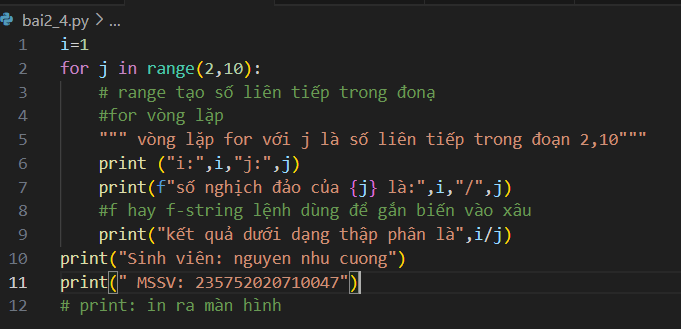 bai2_4.py > ...
1 i=1
2 for j in range(2,10):
3     # range tạo số liên tiếp trong đonạ
4     #for vòng lặp
5     """ vòng lặp for với j là số liên tiếp trong đoạn 2,10"""
6     print ("i:",i,"j:",j)
7     print(f"số nghịch đảo của {j} là:",i,"/",j)
8     #f hay f-string lệnh dùng để gắn biến vào xâu
9     print("kết quả dưới dạng thập phân là",i/j)
10 print("Sinh viên: nguyen nhu cuong")
11 print(" MSSV: 235752020710047")
12 # print: in ra màn hình